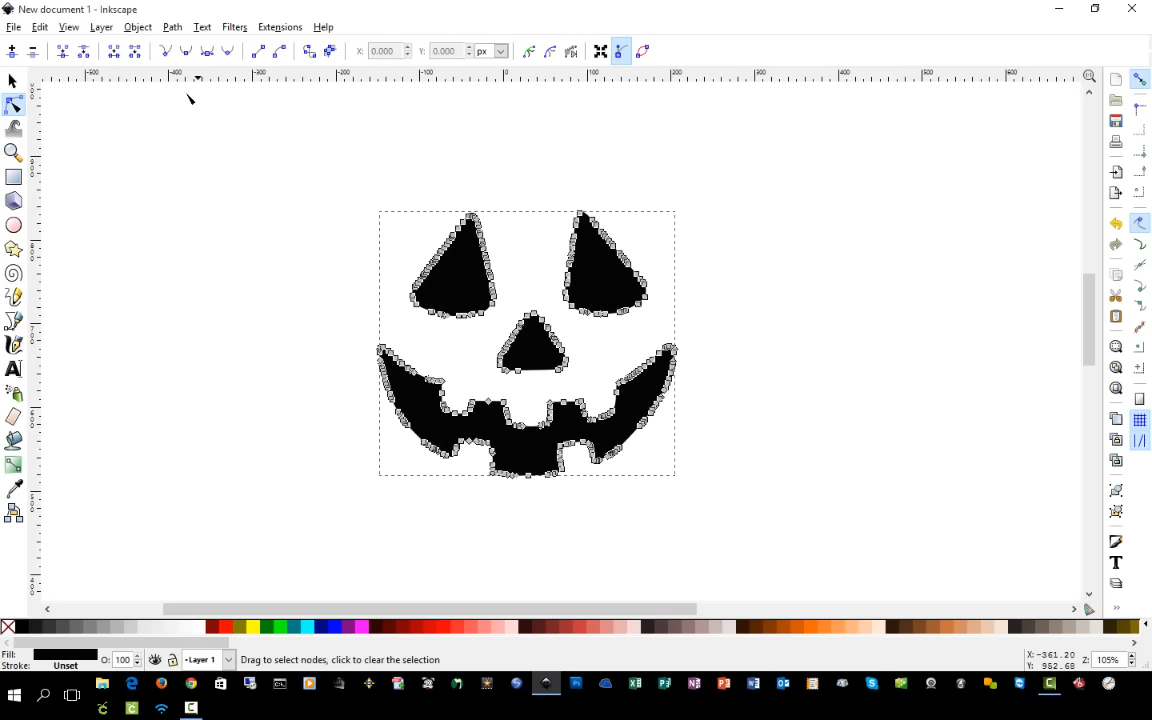 New document 1 - Inkscape
File Edit View Layer Object Path Text Filters Extensions Help
X: 0.000 Y: 0.000 px
-500 -400 -300 -200 -100 0 100 200 300 400 500 600
Fill:
Stroke: Unset
O: 100
Layer 1
Drag to select nodes, click to clear the selection
X: -361.20
Y: 962.68
Z: 105%